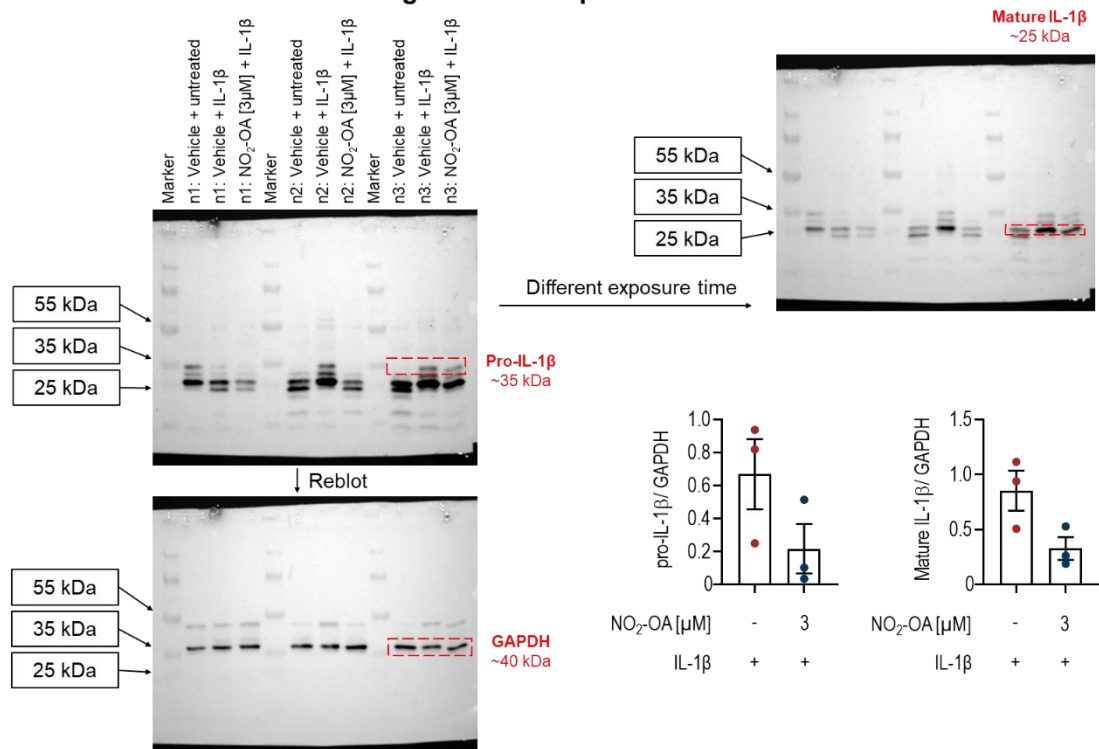 Marker
n1: Vehicle + untreated
n1: Vehicle + IL-1β
n1: NO₂-OA [3μM] + IL-1β
Marker
n2: Vehicle + untreated
n2: Vehicle + IL-1β
n2: NO₂-OA [3μM] + IL-1β
Marker
n3: Vehicle + untreated
n3: Vehicle + IL-1β
n3: NO₂-OA [3μM] + IL-1β
55 kDa
35 kDa
25 kDa
Pro-IL-1β
~35 kDa
Different exposure time
Mature IL-1β
~25 kDa
55 kDa
35 kDa
25 kDa
Reblot
55 kDa
35 kDa
25 kDa
GAPDH
~40 kDa
pro-IL-1β/ GAPDH
1.0
0.8
0.6
0.4
0.2
0
NO₂-OA [μM] - 3
IL-1β + +
Mature IL-1β/ GAPDH
1.5
1.0
0.5
0
NO₂-OA [μM] - 3
IL-1β + +